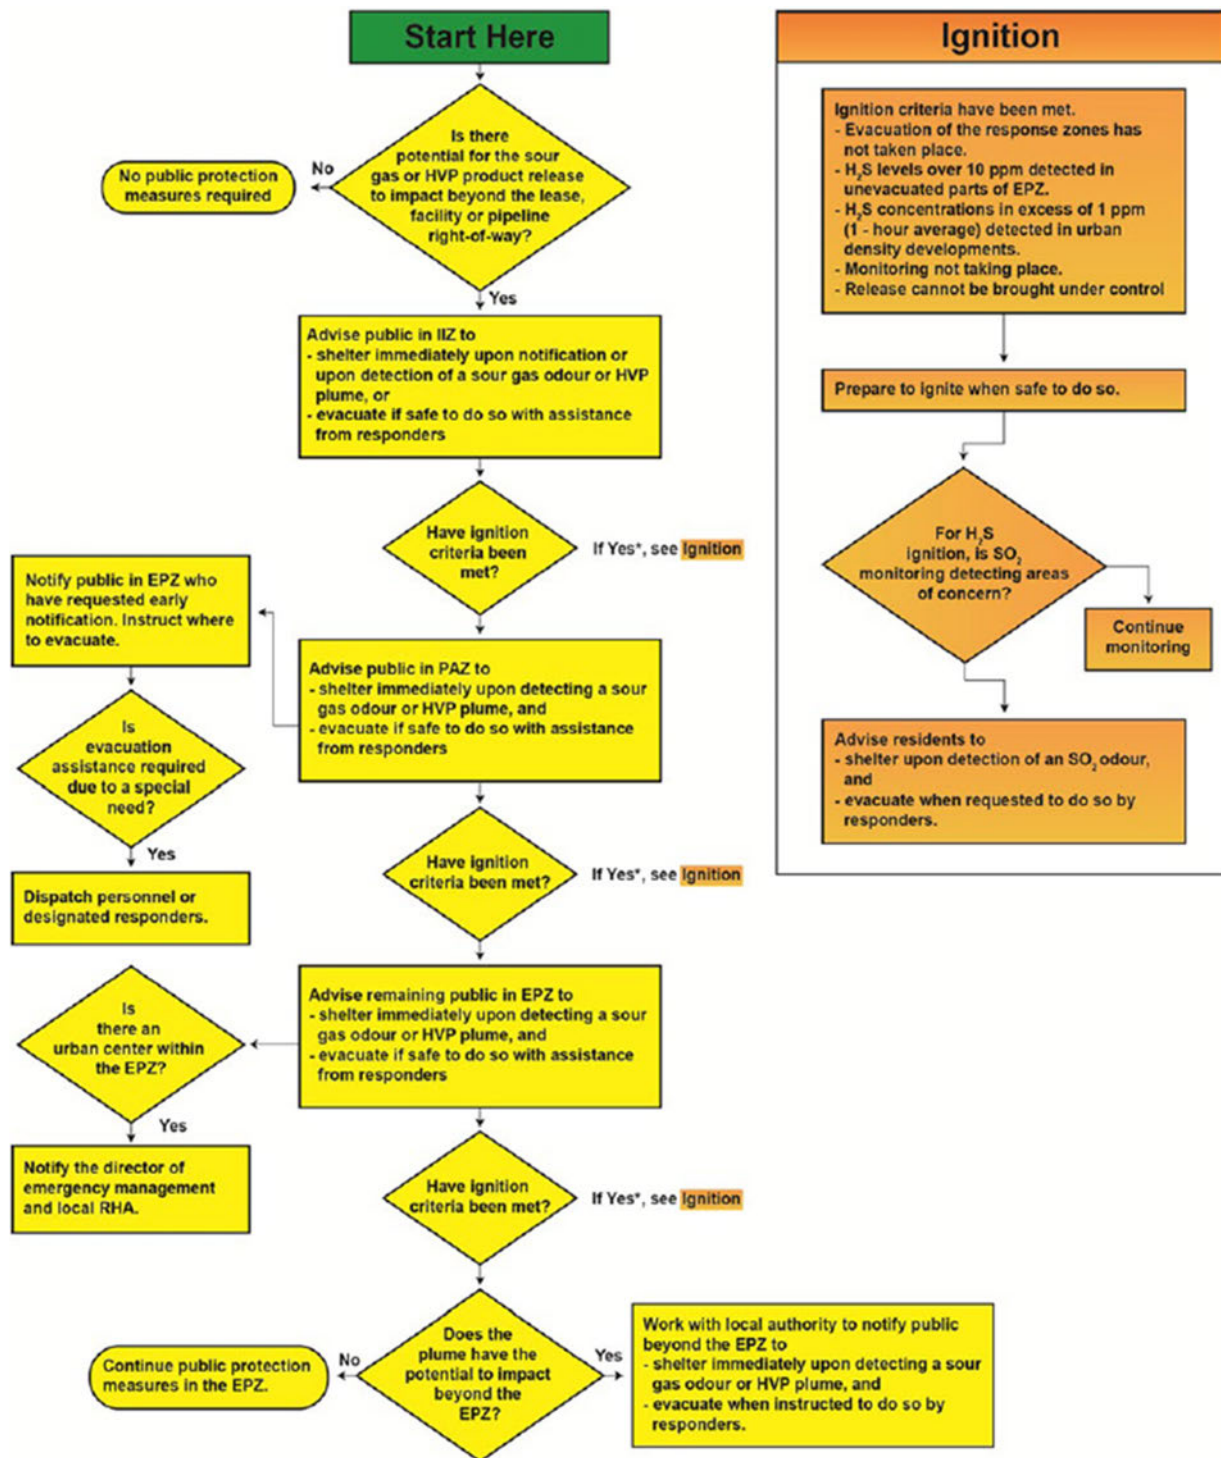 Start Here
Is there
potential for the sour
gas or HVP product release
to impact beyond the lease,
facility or pipeline
right-of-way?
No
No public protection
measures required
Yes
Advise public in IIZ to
- shelter immediately upon notification or
upon detection of a sour gas odour or HVP
plume, or
- evacuate if safe to do so with assistance
from responders
Have ignition
criteria been
met?
If Yes*, see Ignition
Advise public in PAZ to
- shelter immediately upon detecting a sour
gas odour or HVP plume, and
- evacuate if safe to do so with assistance
from responders
Notify public in EPZ who
have requested early
notification. Instruct where
to evacuate.
Is
evacuation
assistance required
due to a special
need?
Yes
Dispatch personnel or
designated responders.
Have ignition
criteria been met?
If Yes*, see Ignition
Advise remaining public in EPZ to
- shelter immediately upon detecting a sour
gas odour or HVP plume, and
- evacuate if safe to do so with assistance
from responders
Is
there an
urban center within
the EPZ?
Yes
Notify the director of
emergency management
and local RHA.
Have ignition
criteria been met?
If Yes*, see Ignition
Does the
plume have the
potential to impact
beyond the
EPZ?
No
Continue public protection
measures in the EPZ.
Yes
Work with local authority to notify public
beyond the EPZ to
- shelter immediately upon detecting a sour
gas odour or HVP plume, and
- evacuate when instructed to do so by
responders.
Ignition
Ignition criteria have been met.
- Evacuation of the response zones has
not taken place.
- H₂S levels over 10 ppm detected in
unevacuated parts of EPZ.
- H₂S concentrations in excess of 1 ppm
(1 - hour average) detected in urban
density developments.
- Monitoring not taking place.
- Release cannot be brought under control
Prepare to ignite when safe to do so.
For H₂S
ignition, is SO₂
monitoring detecting areas
of concern?
Continue
monitoring
Advise residents to
- shelter upon detection of an SO₂ odour,
and
- evacuate when requested to do so by
responders.